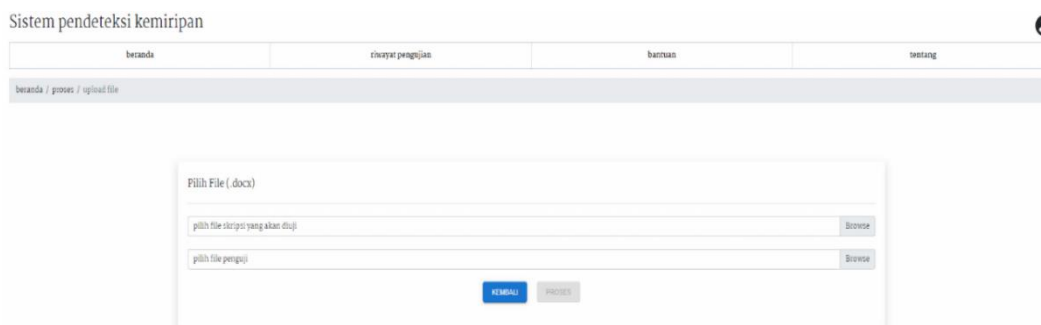 Sistem pendeteksi kemiripan
beranda riwayat pengujian bantuan tentang
beranda / proses / upload file
Pilih File (.docx)
pilih file skripsi yang akan diuji Browse
pilih file penguji Browse
KEMBALI PROSES